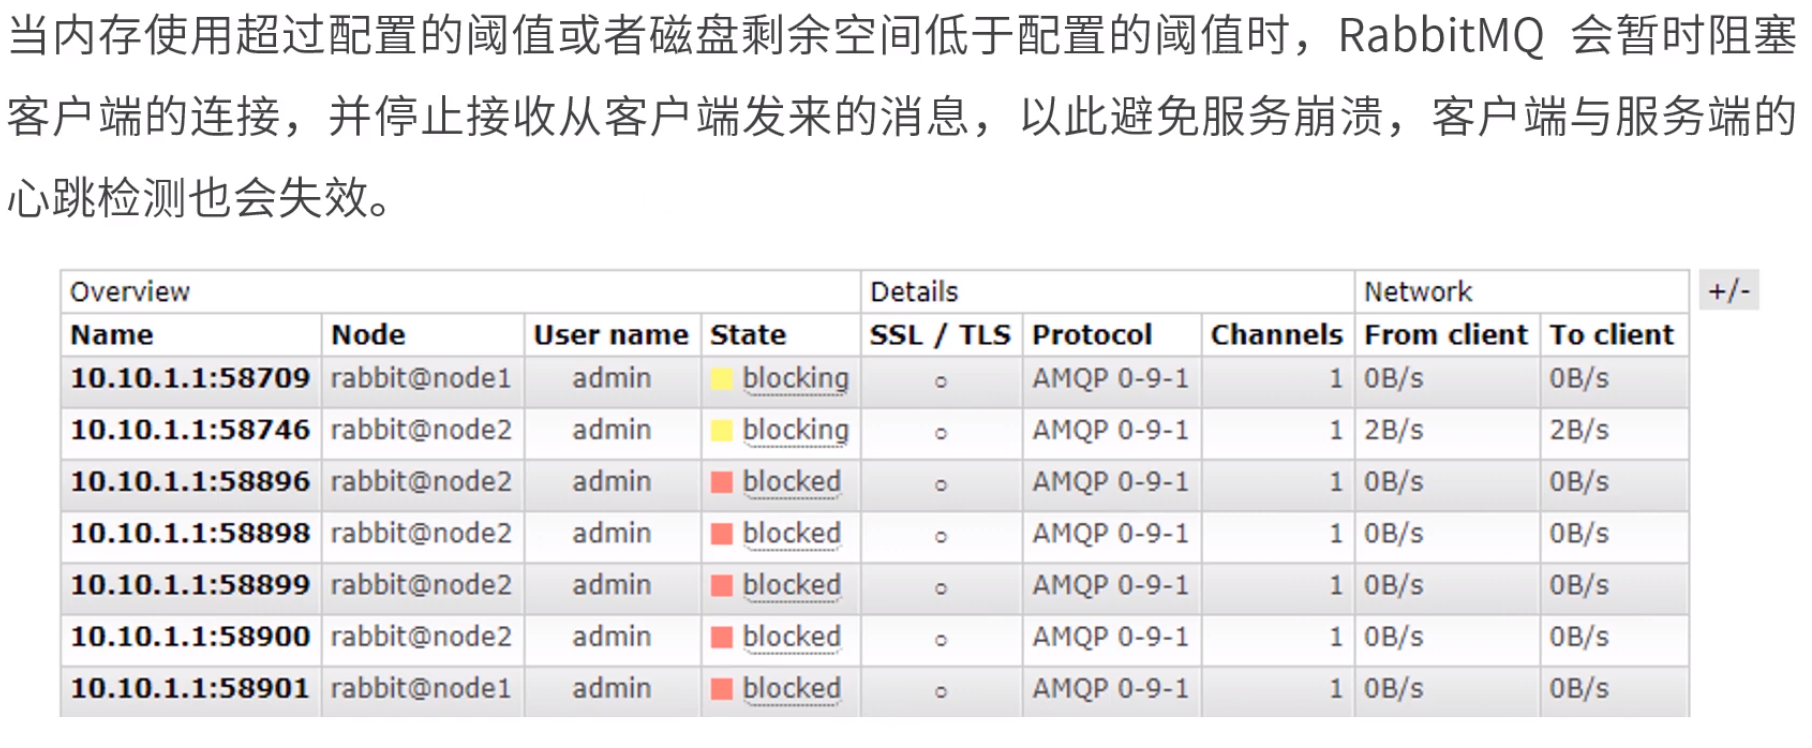 当内存使用超过配置的阈值或者磁盘剩余空间低于配置的阈值时，RabbitMQ 会暂时阻塞
客户端的连接，并停止接收从客户端发来的消息，以此避免服务崩溃，客户端与服务端的
心跳检测也会失效。
Overview Details Network +/-
Name Node User name State SSL / TLS Protocol Channels From client To client
10.10.1.1:58709 rabbit@node1 admin blocking ○ AMQP 0-9-1 1 0B/s 0B/s
10.10.1.1:58746 rabbit@node2 admin blocking ○ AMQP 0-9-1 1 2B/s 2B/s
10.10.1.1:58896 rabbit@node2 admin blocked ○ AMQP 0-9-1 1 0B/s 0B/s
10.10.1.1:58898 rabbit@node2 admin blocked ○ AMQP 0-9-1 1 0B/s 0B/s
10.10.1.1:58899 rabbit@node2 admin blocked ○ AMQP 0-9-1 1 0B/s 0B/s
10.10.1.1:58900 rabbit@node2 admin blocked ○ AMQP 0-9-1 1 0B/s 0B/s
10.10.1.1:58901 rabbit@node1 admin blocked ○ AMQP 0-9-1 1 0B/s 0B/s